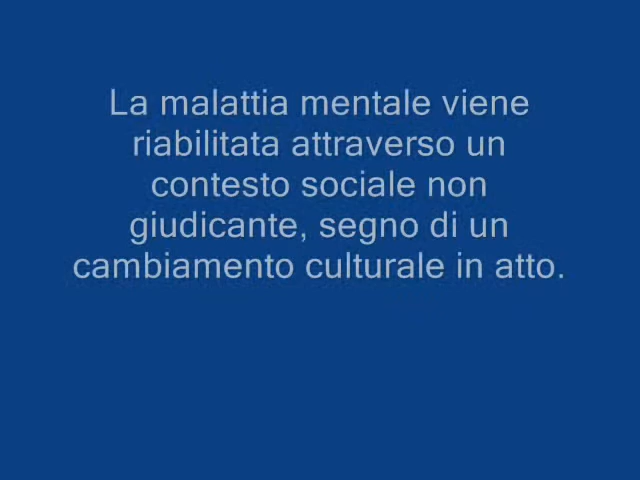 La malattia mentale viene
riabilitata attraverso un
contesto sociale non
giudicante, segno di un
cambiamento culturale in atto.